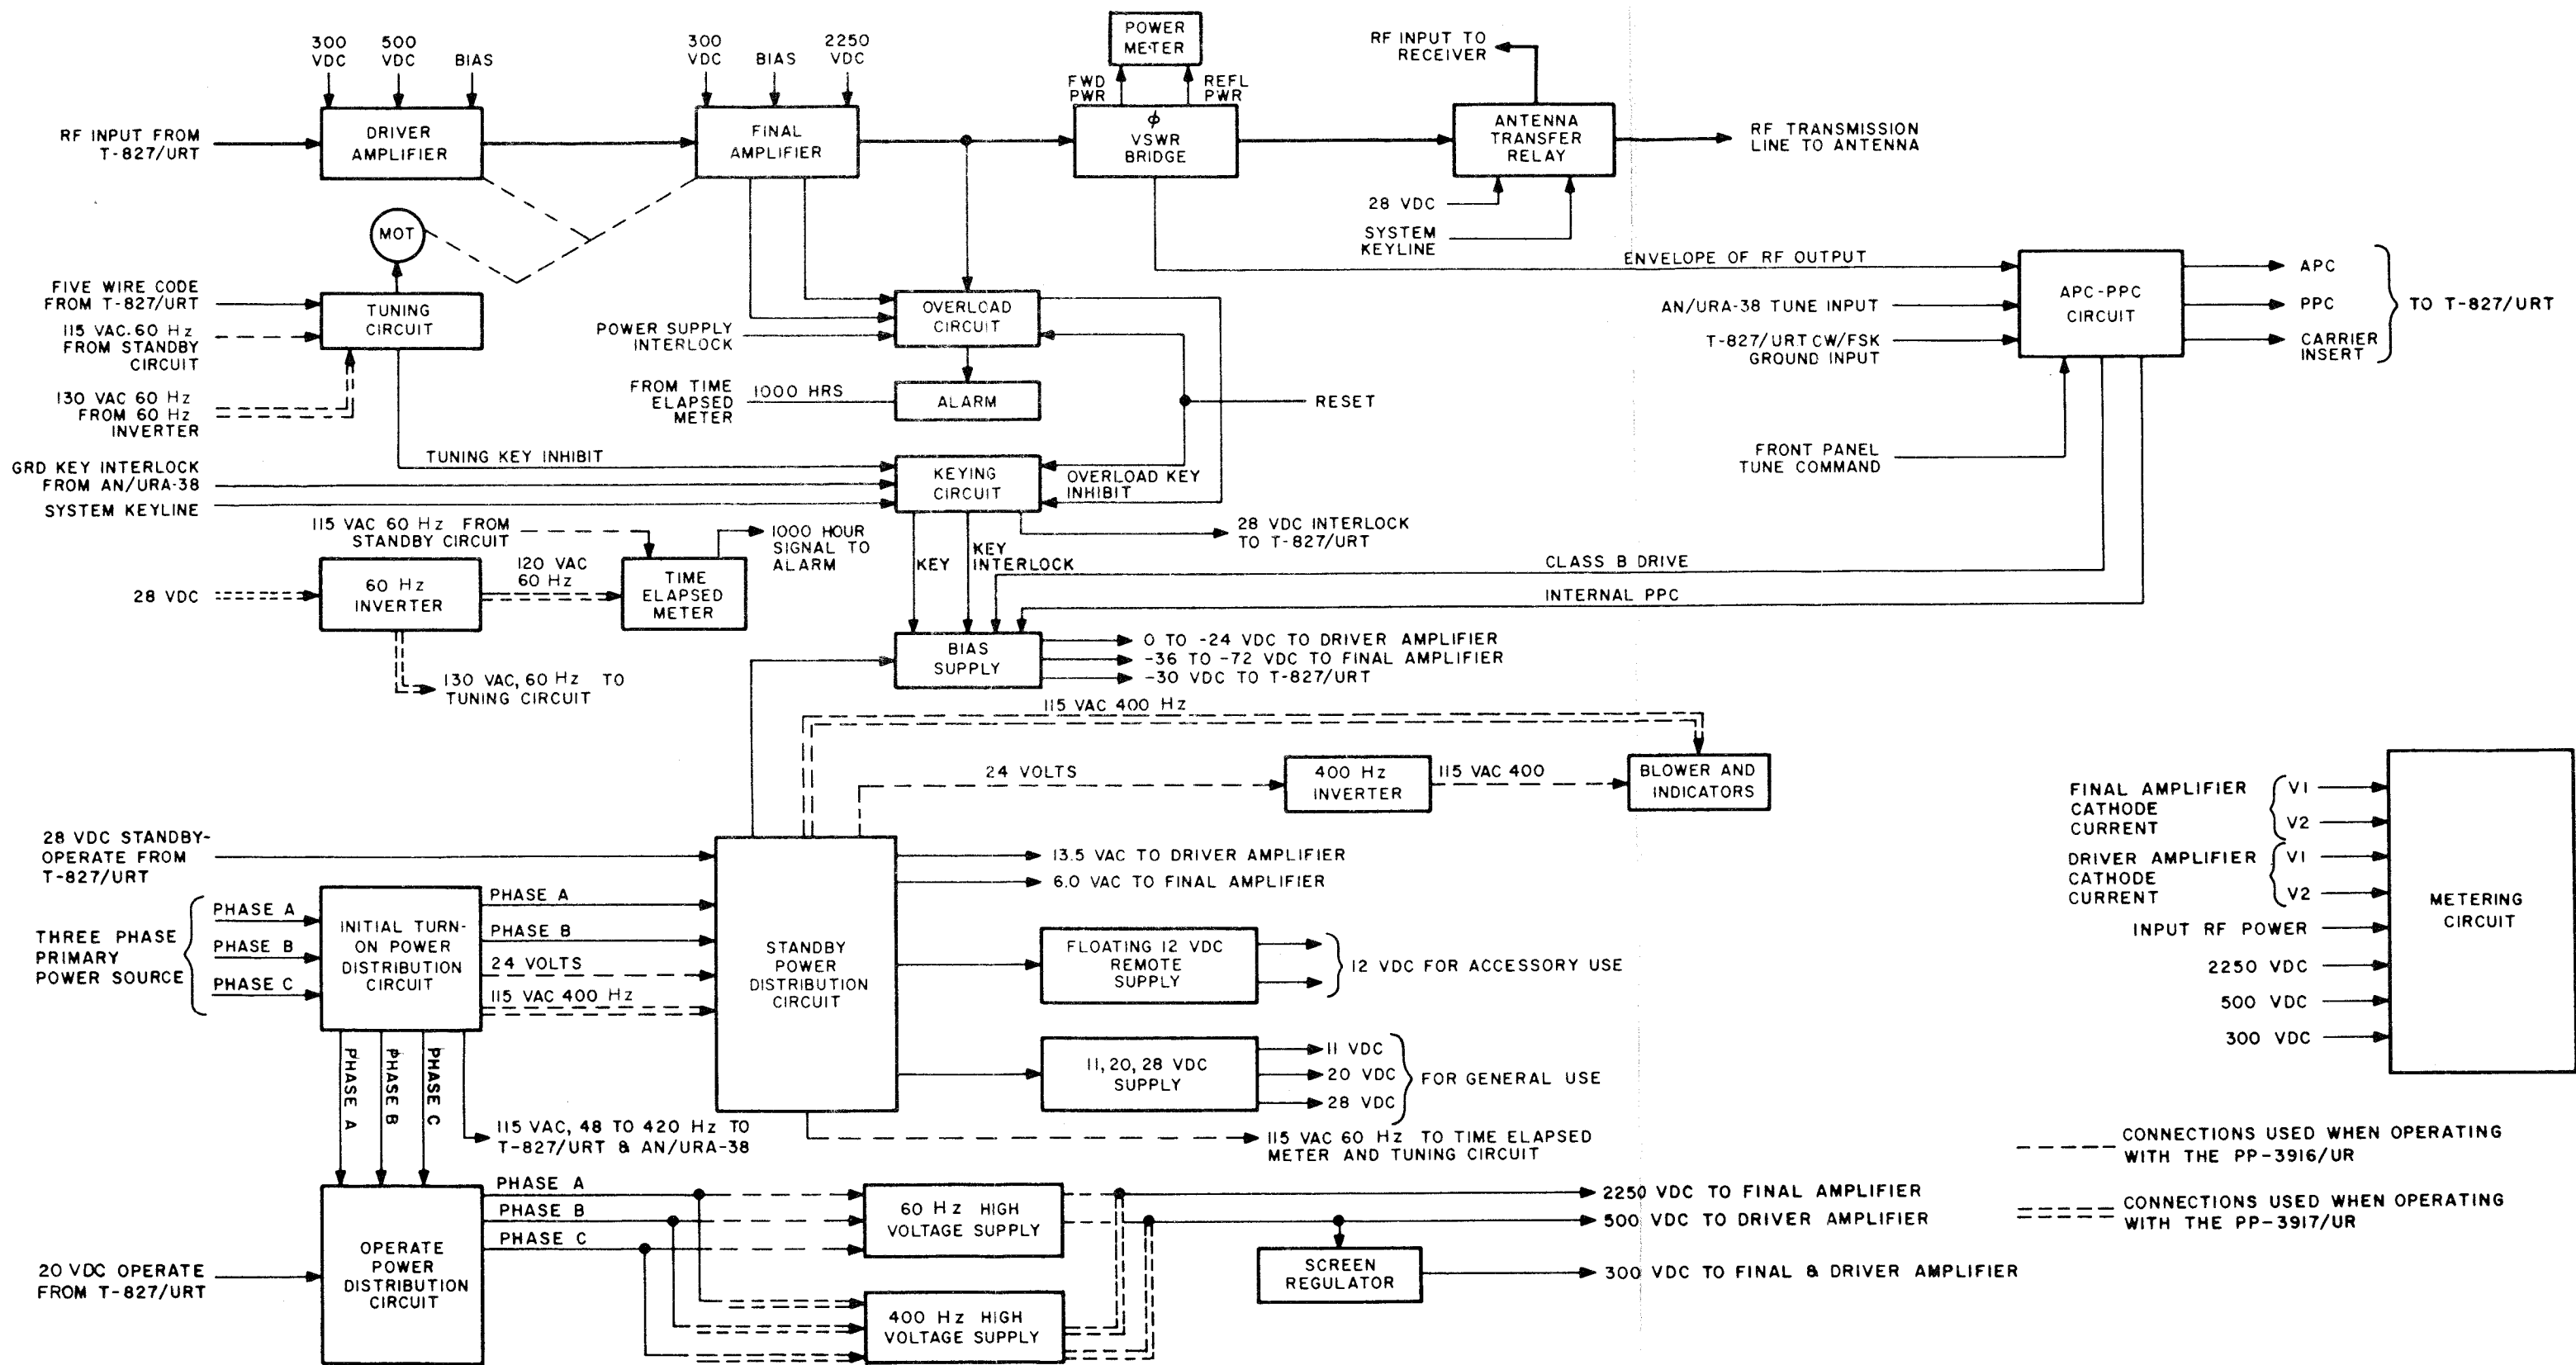 300
VDC
500
VDC
BIAS
300
VDC
BIAS
2250
VDC
POWER
METER
FWD
PWR
REFL
PWR
RF INPUT TO
RECEIVER
RF INPUT FROM
T-827/URT
DRIVER
AMPLIFIER
FINAL
AMPLIFIER
ϕ
VSWR
BRIDGE
ANTENNA
TRANSFER
RELAY
RF TRANSMISSION
LINE TO ANTENNA
28 VDC
SYSTEM
KEYLINE
MOT
FIVE WIRE CODE
FROM T-827/URT
115 VAC. 60 Hz
FROM STANDBY
CIRCUIT
130 VAC 60 Hz
FROM 60 Hz
INVERTER
TUNING
CIRCUIT
POWER SUPPLY
INTERLOCK
OVERLOAD
CIRCUIT
FROM TIME
ELAPSED
METER
1000 HRS
ALARM
RESET
ENVELOPE OF RF OUTPUT
AN/URA-38 TUNE INPUT
T-827/URT CW/FSK
GROUND INPUT
APC-PPC
CIRCUIT
APC
PPC
CARRIER
INSERT
TO T-827/URT
FRONT PANEL
TUNE COMMAND
TUNING KEY INHIBIT
GRD KEY INTERLOCK
FROM AN/URA-38
SYSTEM KEYLINE
KEYING
CIRCUIT
OVERLOAD KEY
INHIBIT
28 VDC INTERLOCK
TO T-827/URT
115 VAC 60 Hz FROM
STANDBY CIRCUIT
1000 HOUR
SIGNAL TO
ALARM
28 VDC
60 Hz
INVERTER
120 VAC
60 Hz
TIME
ELAPSED
METER
130 VAC, 60 Hz TO
TUNING CIRCUIT
KEY
KEY
INTERLOCK
CLASS B DRIVE
INTERNAL PPC
BIAS
SUPPLY
0 TO -24 VDC TO DRIVER AMPLIFIER
-36 TO -72 VDC TO FINAL AMPLIFIER
-30 VDC TO T-827/URT
115 VAC 400 Hz
24 VOLTS
400 Hz
INVERTER
115 VAC 400
BLOWER AND
INDICATORS
28 VDC STANDBY-
OPERATE FROM
T-827/URT
THREE PHASE
PRIMARY
POWER SOURCE
PHASE A
PHASE B
PHASE C
INITIAL TURN-
ON POWER
DISTRIBUTION
CIRCUIT
PHASE A
PHASE B
24 VOLTS
115 VAC 400 Hz
STANDBY
POWER
DISTRIBUTION
CIRCUIT
13.5 VAC TO DRIVER AMPLIFIER
6.0 VAC TO FINAL AMPLIFIER
FLOATING 12 VDC
REMOTE
SUPPLY
12 VDC FOR ACCESSORY USE
11, 20, 28 VDC
SUPPLY
11 VDC
20 VDC
28 VDC
FOR GENERAL USE
115 VAC 60 Hz TO TIME ELAPSED
METER AND TUNING CIRCUIT
PHASE A
PHASE B
PHASE C
115 VAC, 48 TO 420 Hz TO
T-827/URT & AN/URA-38
20 VDC OPERATE
FROM T-827/URT
OPERATE
POWER
DISTRIBUTION
CIRCUIT
PHASE A
PHASE B
PHASE C
60 Hz HIGH
VOLTAGE SUPPLY
400 Hz HIGH
VOLTAGE SUPPLY
2250 VDC TO FINAL AMPLIFIER
500 VDC TO DRIVER AMPLIFIER
SCREEN
REGULATOR
300 VDC TO FINAL & DRIVER AMPLIFIER
FINAL AMPLIFIER
CATHODE
CURRENT
V1
V2
DRIVER AMPLIFIER
CATHODE
CURRENT
V1
V2
INPUT RF POWER
2250 VDC
500 VDC
300 VDC
METERING
CIRCUIT
CONNECTIONS USED WHEN OPERATING
WITH THE PP-3916/UR
CONNECTIONS USED WHEN OPERATING
WITH THE PP-3917/UR